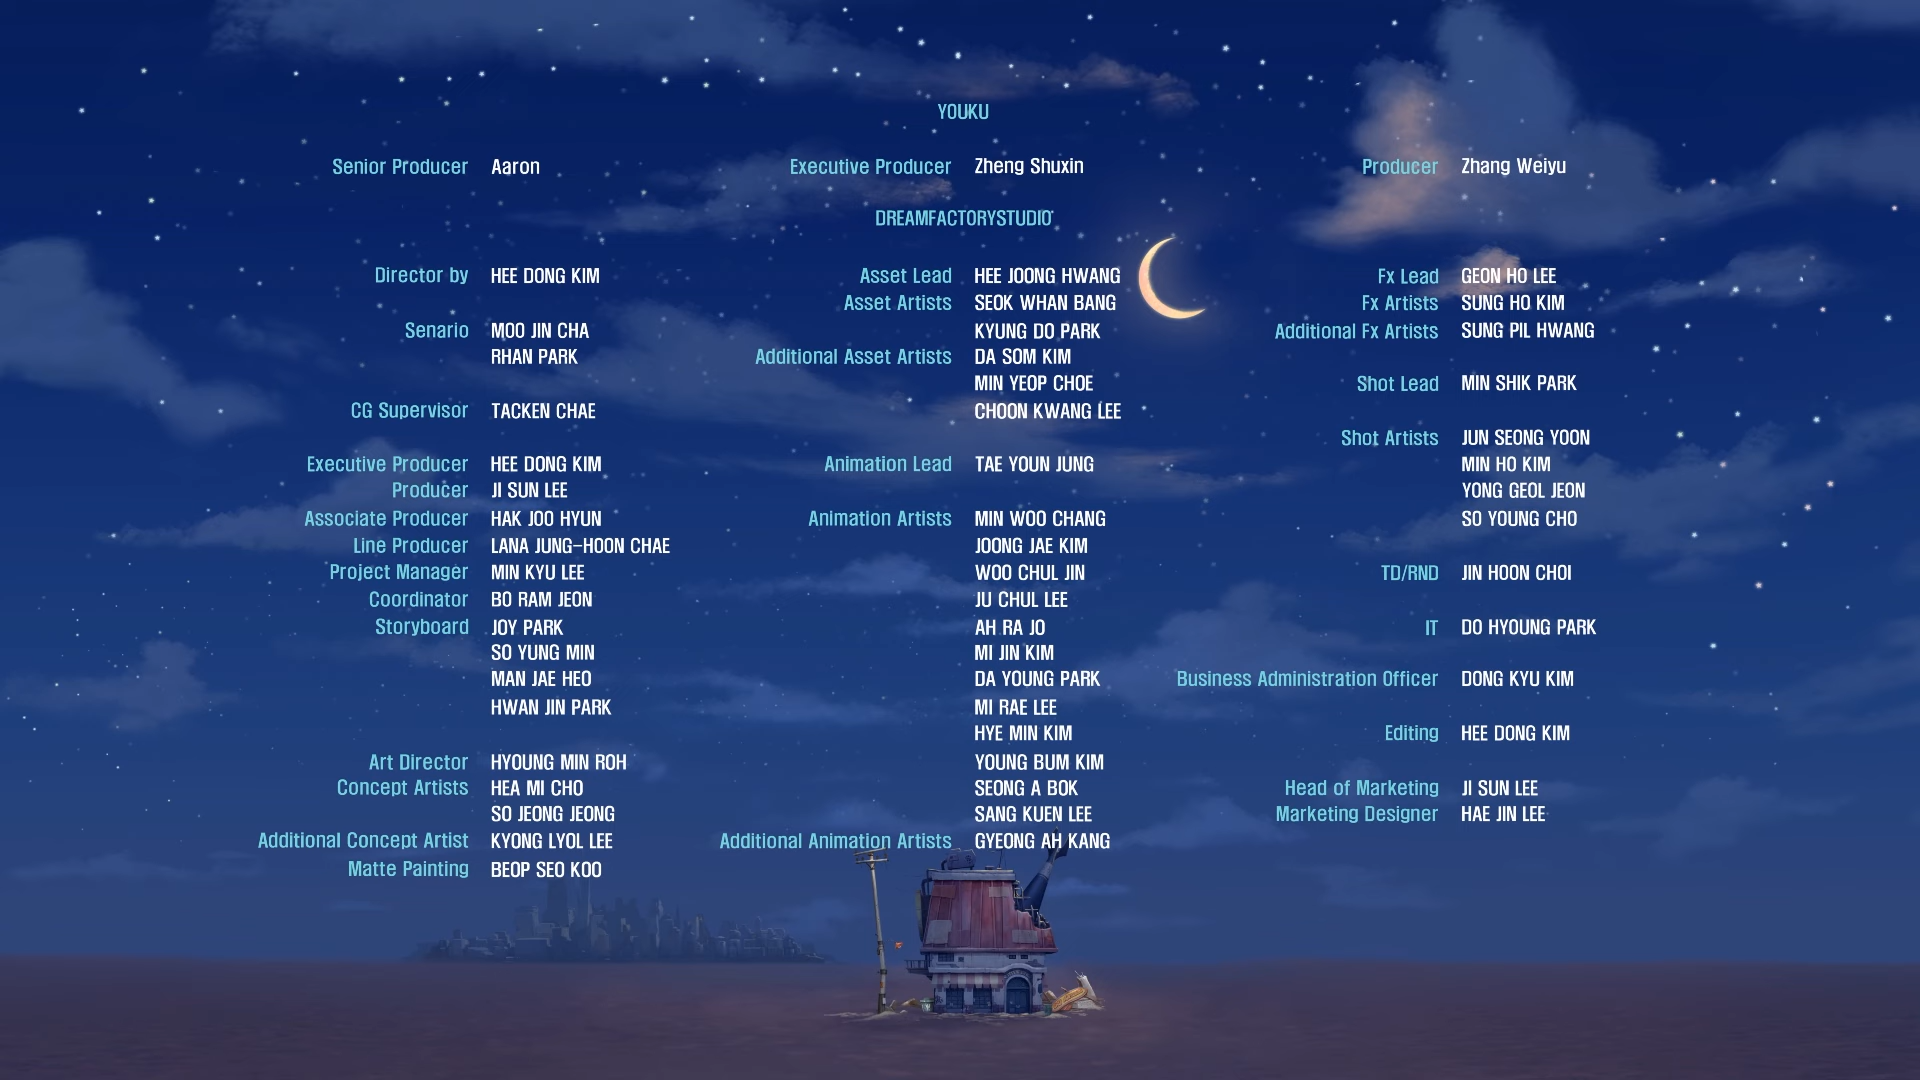 YOUKU
Senior Producer Aaron
Executive Producer Zheng Shuxin
Producer Zhang Weiyu
DREAMFACTORYSTUDIO
Director by HEE DONG KIM
Senario MOO JIN CHA
RHAN PARK
CG Supervisor TACKEN CHAE
Executive Producer HEE DONG KIM
Producer JI SUN LEE
Associate Producer HAK JOO HYUN
Line Producer LANA JUNG-HOON CHAE
Project Manager MIN KYU LEE
Coordinator BO RAM JEON
Storyboard JOY PARK
SO YUNG MIN
MAN JAE HEO
HWAN JIN PARK
Art Director HYOUNG MIN ROH
Concept Artists HEA MI CHO
SO JEONG JEONG
Additional Concept Artist KYONG LYOL LEE
Matte Painting BEOP SEO KOO
Asset Lead HEE JOONG HWANG
Asset Artists SEOK WHAN BANG
KYUNG DO PARK
Additional Asset Artists DA SOM KIM
MIN YEOP CHOE
CHOON KWANG LEE
Animation Lead TAE YOUN JUNG
Animation Artists MIN WOO CHANG
JOONG JAE KIM
WOO CHUL JIN
JU CHUL LEE
AH RA JO
MI JIN KIM
DA YOUNG PARK
MI RAE LEE
HYE MIN KIM
YOUNG BUM KIM
SEONG A BOK
SANG KUEN LEE
Additional Animation Artists GYEONG AH KANG
Fx Lead GEON HO LEE
Fx Artists SUNG HO KIM
Additional Fx Artists SUNG PIL HWANG
Shot Lead MIN SHIK PARK
Shot Artists JUN SEONG YOON
MIN HO KIM
YONG GEOL JEON
SO YOUNG CHO
TD/RND JIN HOON CHOI
IT DO HYOUNG PARK
Business Administration Officer DONG KYU KIM
Editing HEE DONG KIM
Head of Marketing JI SUN LEE
Marketing Designer HAE JIN LEE